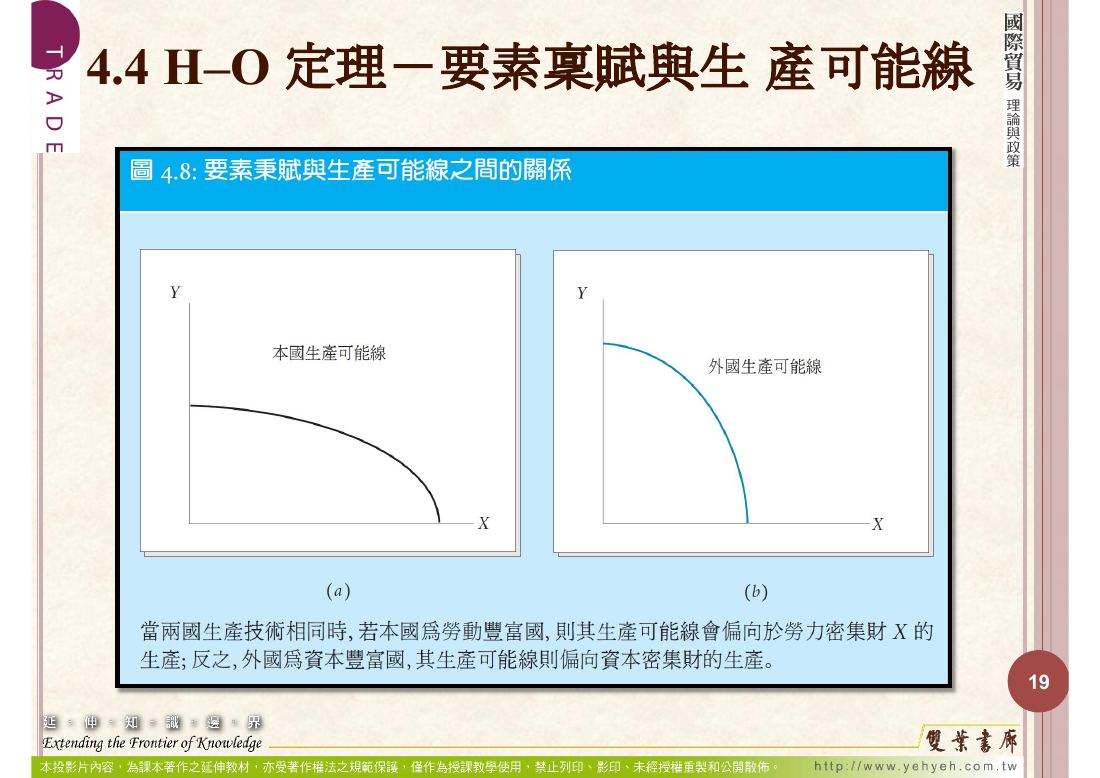 TRADE
4.4 H–O 定理－要素稟賦與生 產可能線
國際貿易 理論與政策
圖 4.8: 要素秉賦與生產可能線之間的關係
Y
本國生產可能線
X
(a)
Y
外國生產可能線
X
(b)
當兩國生產技術相同時, 若本國為勞動豐富國, 則其生產可能線會偏向於勞力密集財 X 的
生產; 反之, 外國為資本豐富國, 其生產可能線則偏向資本密集財的生產。
19
延‧伸‧知‧識‧邊‧界
Extending the Frontier of Knowledge
雙葉書廊
本投影片內容，為課本著作之延伸教材，亦受著作權法之規範保護，僅作為授課教學使用，禁止列印、影印、未經授權重製和公開散佈。
http://www.yehyeh.com.tw